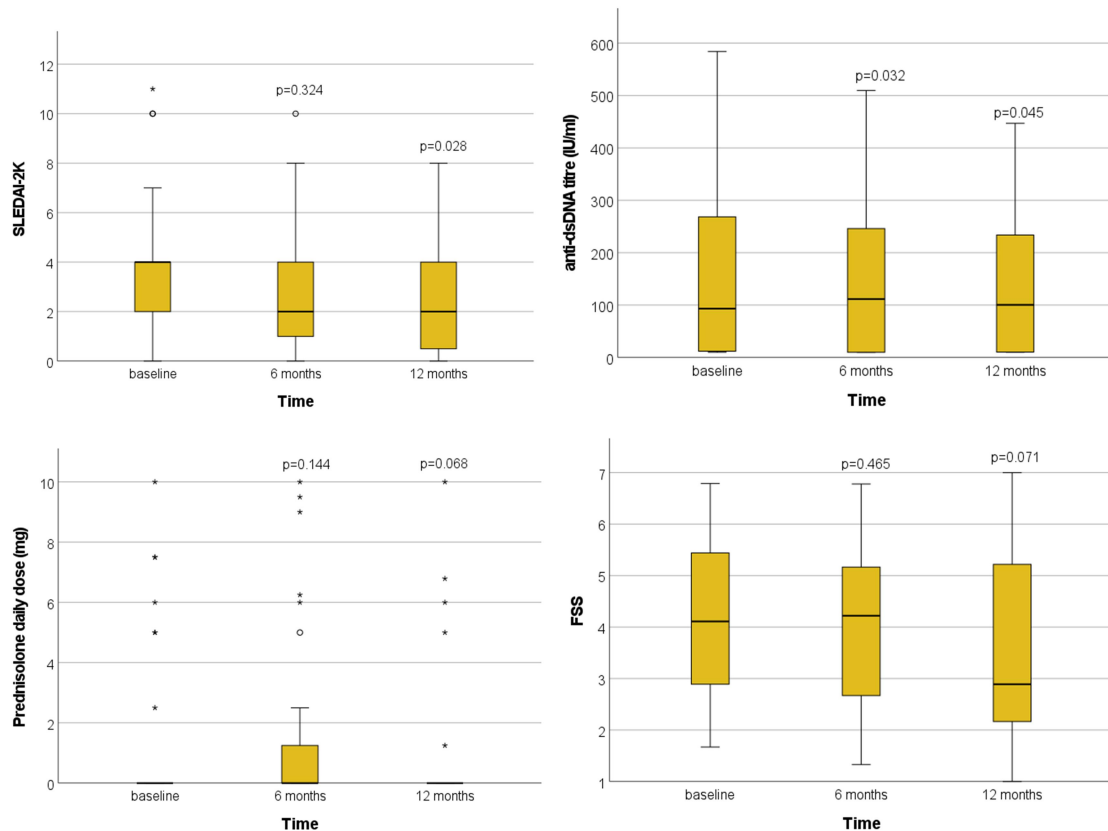 SLEDAI-2K
12
10
8
6
4
2
0
p=0.324
p=0.028
baseline
6 months
12 months
Time
anti-dsDNA titre (IU/ml)
600
500
400
300
200
100
0
p=0.032
p=0.045
baseline
6 months
12 months
Time
Prednisolone daily dose (mg)
10
8
6
4
2
0
p=0.144
p=0.068
baseline
6 months
12 months
Time
FSS
7
6
5
4
3
2
1
p=0.465
p=0.071
baseline
6 months
12 months
Time